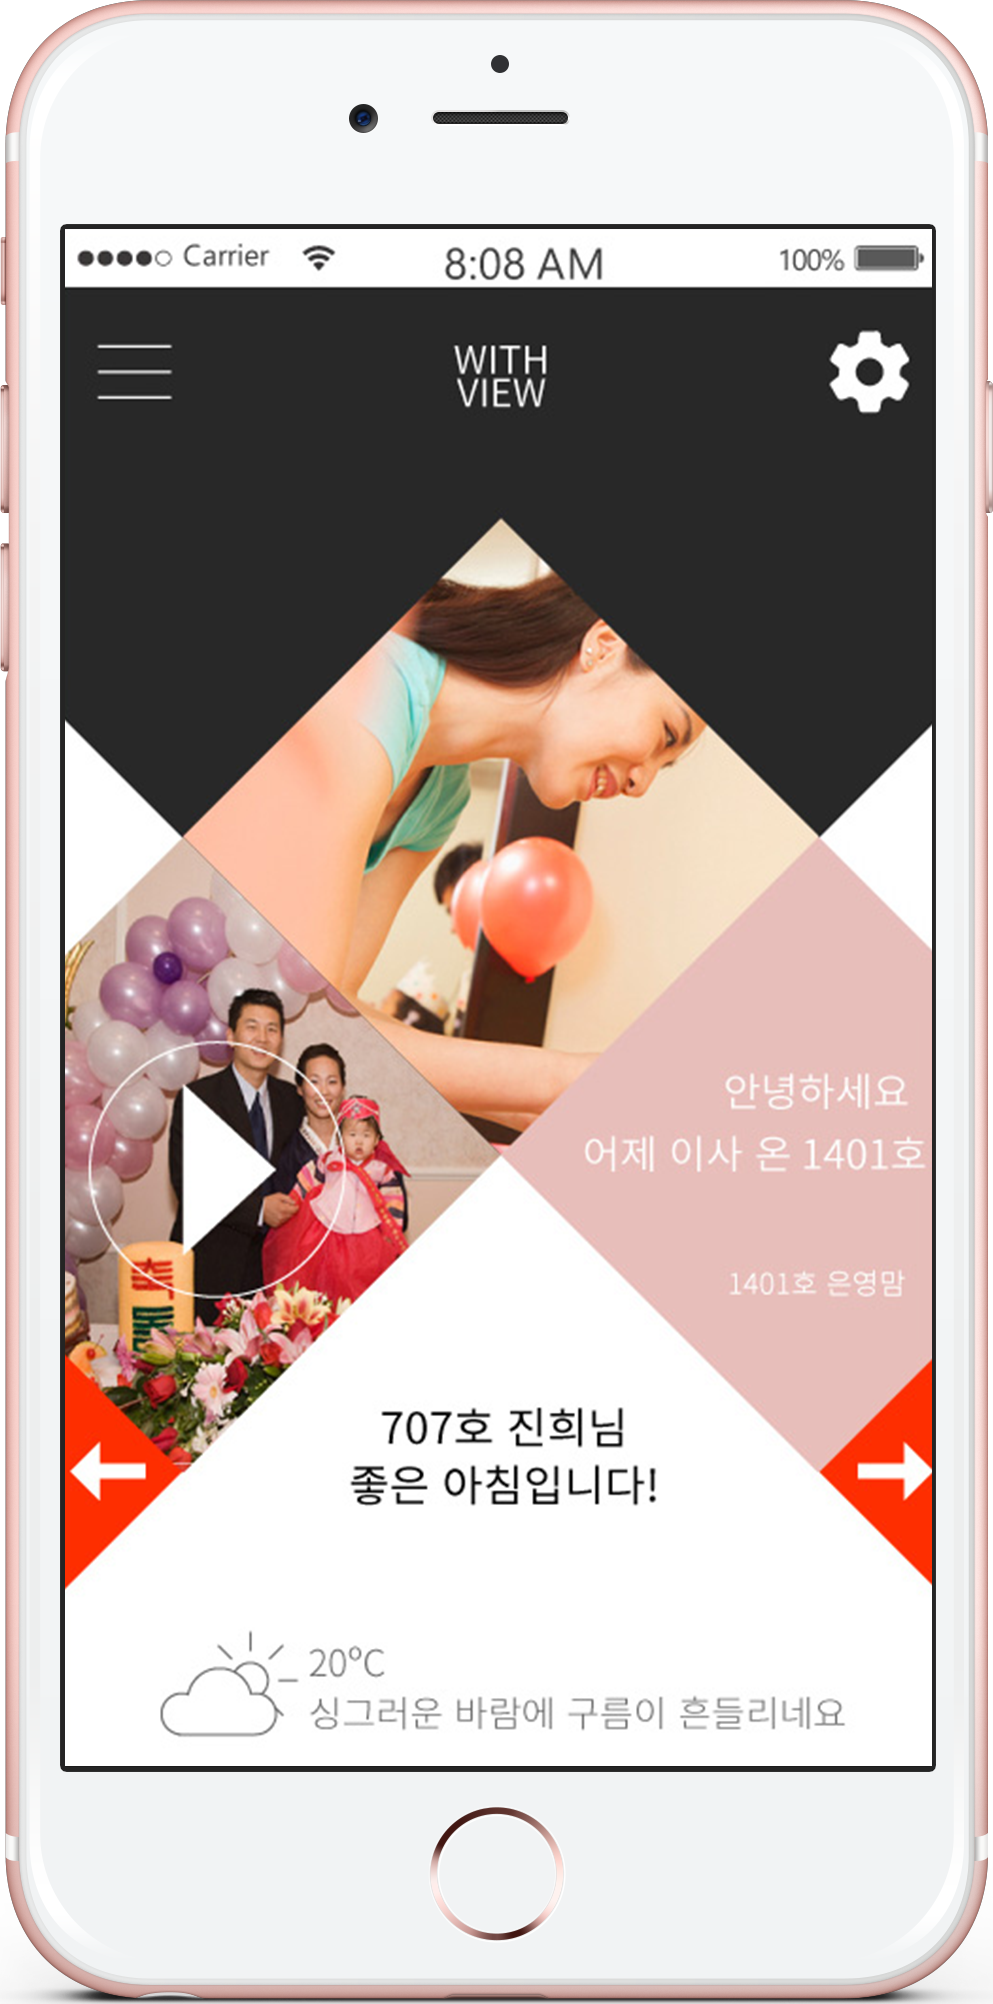 Carrier 8:08 AM 100%
WITH
VIEW
안녕하세요
어제 이사 온 1401호
1401호 은영맘
707호 진희님
좋은 아침입니다!
20°C
싱그러운 바람에 구름이 흔들리네요